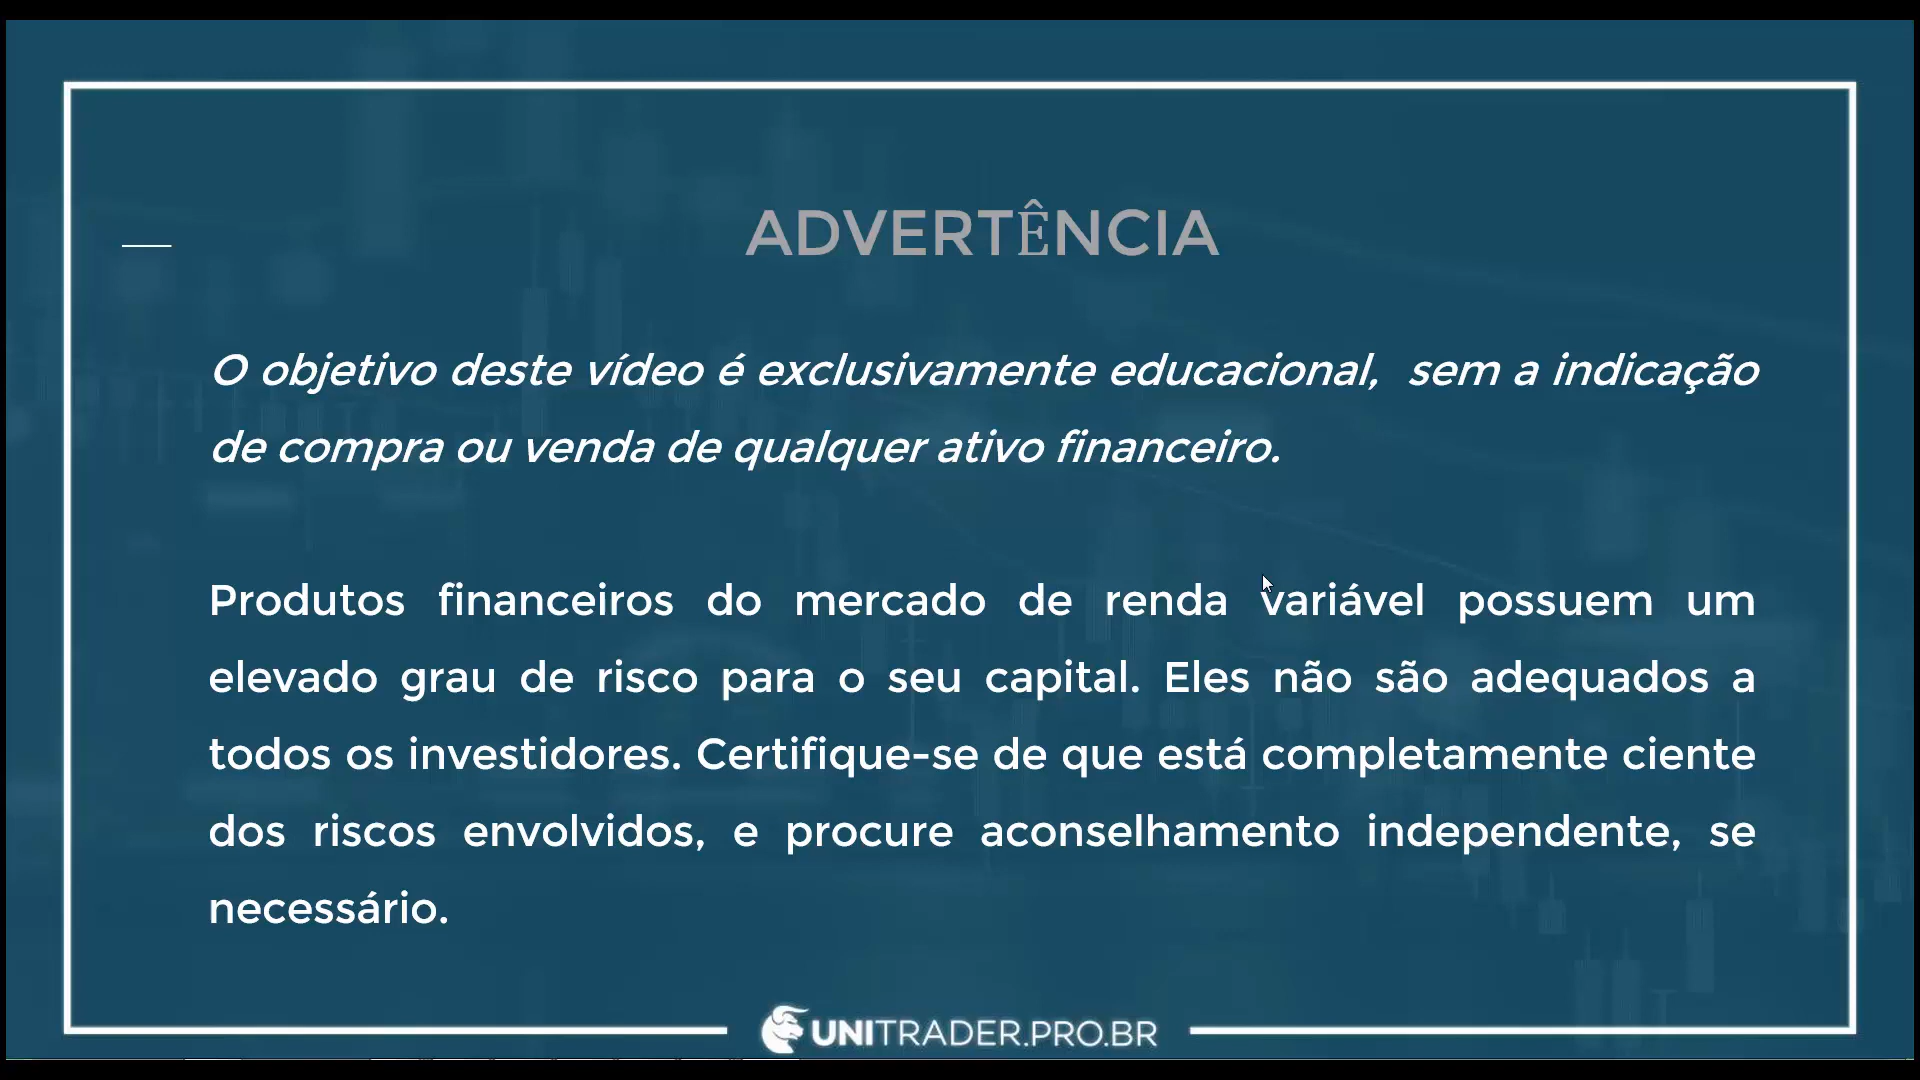 ADVERTÊNCIA
O objetivo deste vídeo é exclusivamente educacional, sem a indicação
de compra ou venda de qualquer ativo financeiro.
Produtos financeiros do mercado de renda variável possuem um
elevado grau de risco para o seu capital. Eles não são adequados a
todos os investidores. Certifique-se de que está completamente ciente
dos riscos envolvidos, e procure aconselhamento independente, se
necessário.
UNITRADER.PRO.BR